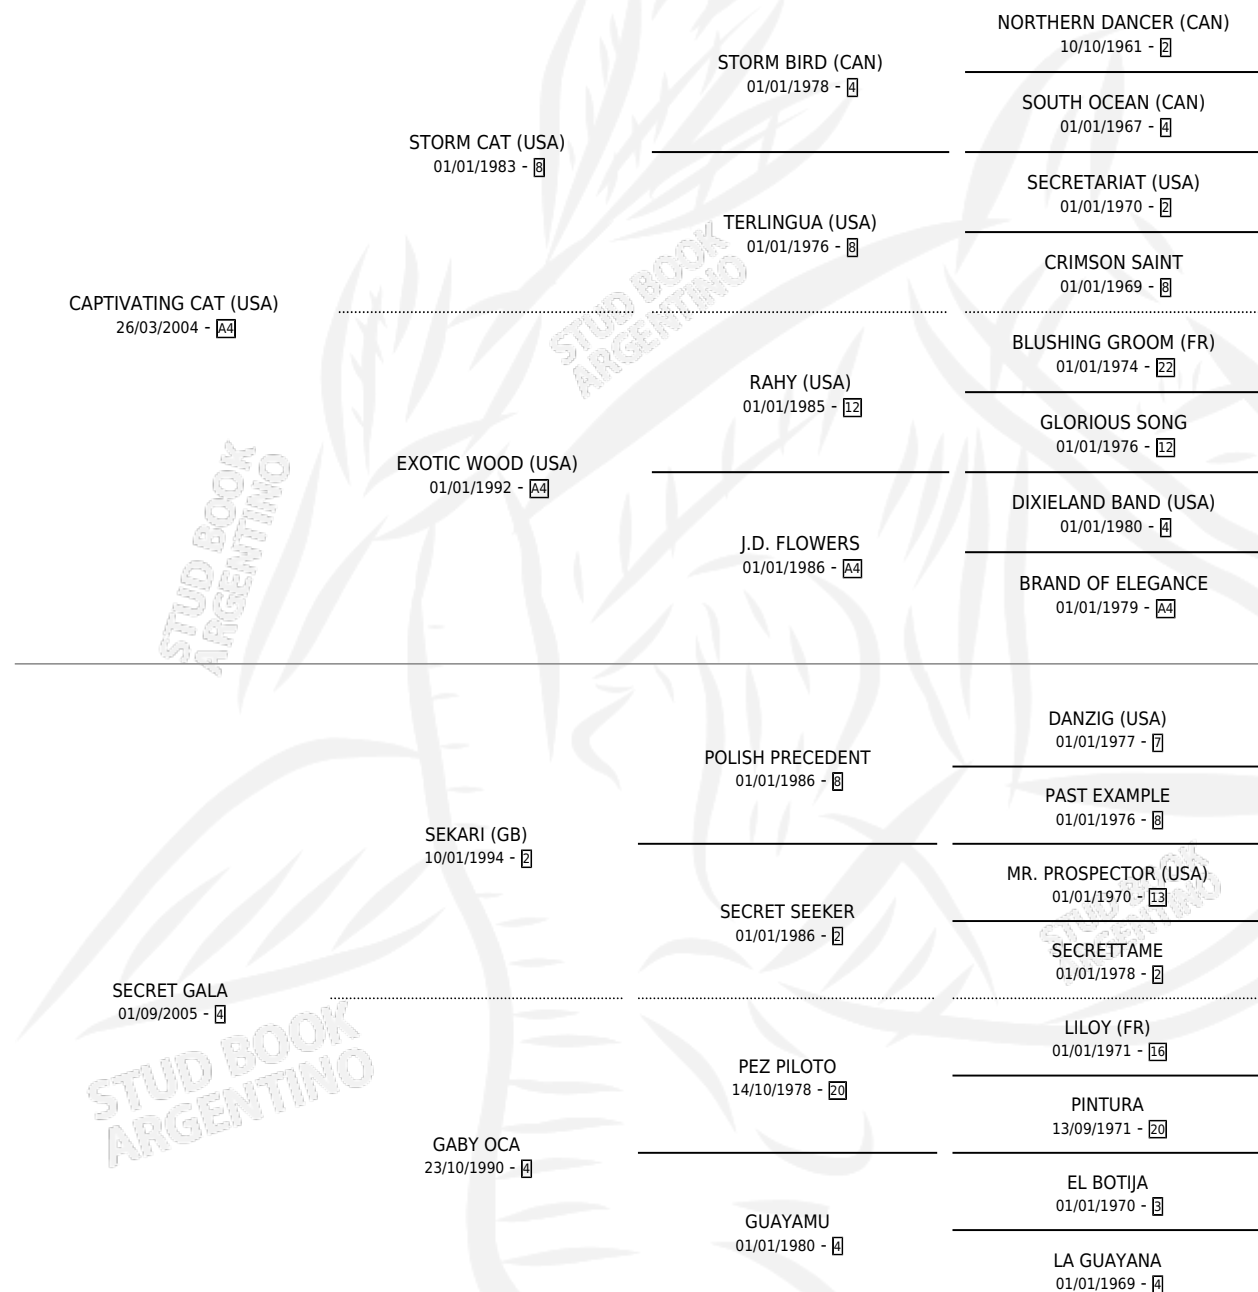 NORTHERN DANCER (CAN)
10/10/1961 - 2
STORM BIRD (CAN)
01/01/1978 - 4
SOUTH OCEAN (CAN)
01/01/1967 - 4
STORM CAT (USA)
01/01/1983 - 8
SECRETARIAT (USA)
01/01/1970 - 2
TERLINGUA (USA)
01/01/1976 - 8
CRIMSON SAINT
01/01/1969 - 8
CAPTIVATING CAT (USA)
26/03/2004 - A4
BLUSHING GROOM (FR)
01/01/1974 - 22
RAHY (USA)
01/01/1985 - 12
GLORIOUS SONG
01/01/1976 - 12
EXOTIC WOOD (USA)
01/01/1992 - A4
DIXIELAND BAND (USA)
01/01/1980 - 4
J.D. FLOWERS
01/01/1986 - A4
BRAND OF ELEGANCE
01/01/1979 - A4
DANZIG (USA)
01/01/1977 - 7
POLISH PRECEDENT
01/01/1986 - 8
PAST EXAMPLE
01/01/1976 - 8
SEKARI (GB)
10/01/1994 - 2
MR. PROSPECTOR (USA)
01/01/1970 - 13
SECRET SEEKER
01/01/1986 - 2
SECRETTAME
01/01/1978 - 2
SECRET GALA
01/09/2005 - 4
LILOY (FR)
01/01/1971 - 16
PEZ PILOTO
14/10/1978 - 20
PINTURA
13/09/1971 - 20
GABY OCA
23/10/1990 - 4
EL BOTIJA
01/01/1970 - 3
GUAYAMU
01/01/1980 - 4
LA GUAYANA
01/01/1969 - 4
STUD BOOK
ARGENTINO
STUD BOOK
ARGENTINO
STUD BOOK
ARGENTINO
STUD BOOK
ARGENTINO